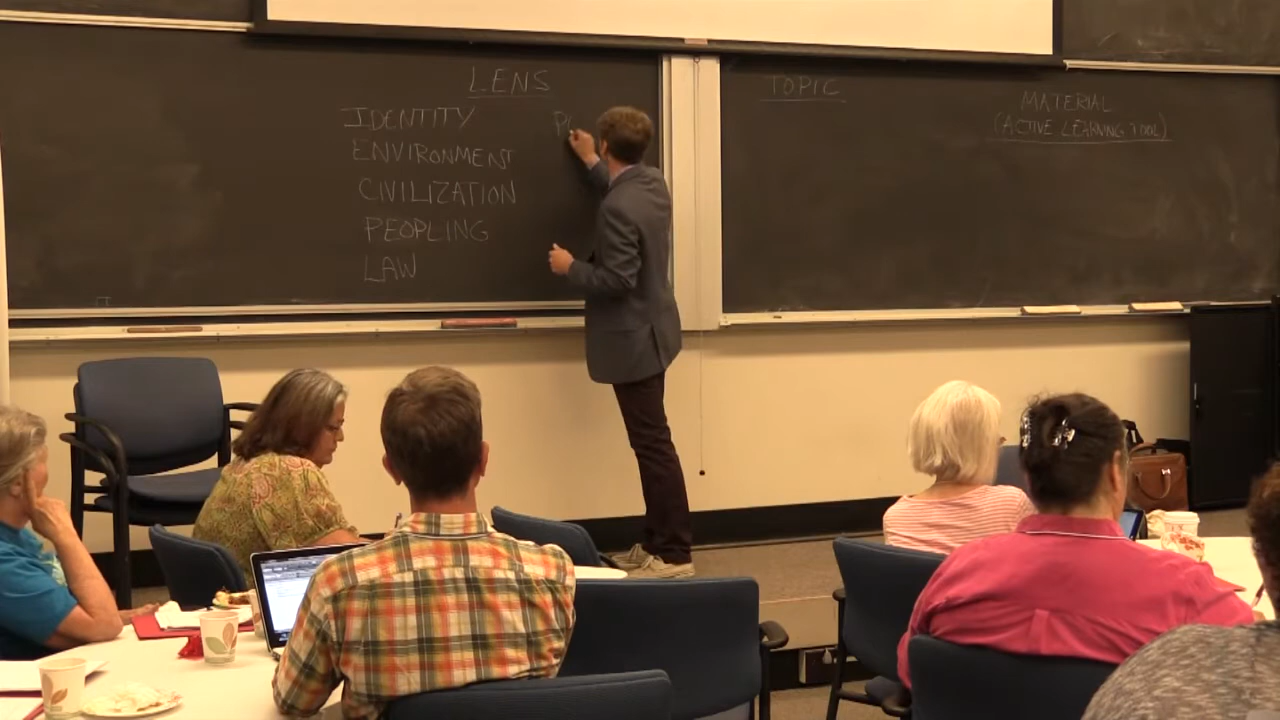 LENS
IDENTITY
ENVIRONMENT
CIVILIZATION
PEOPLING
LAW
TOPIC
MATERIAL
(ACTIVE LEARNING TOOL)